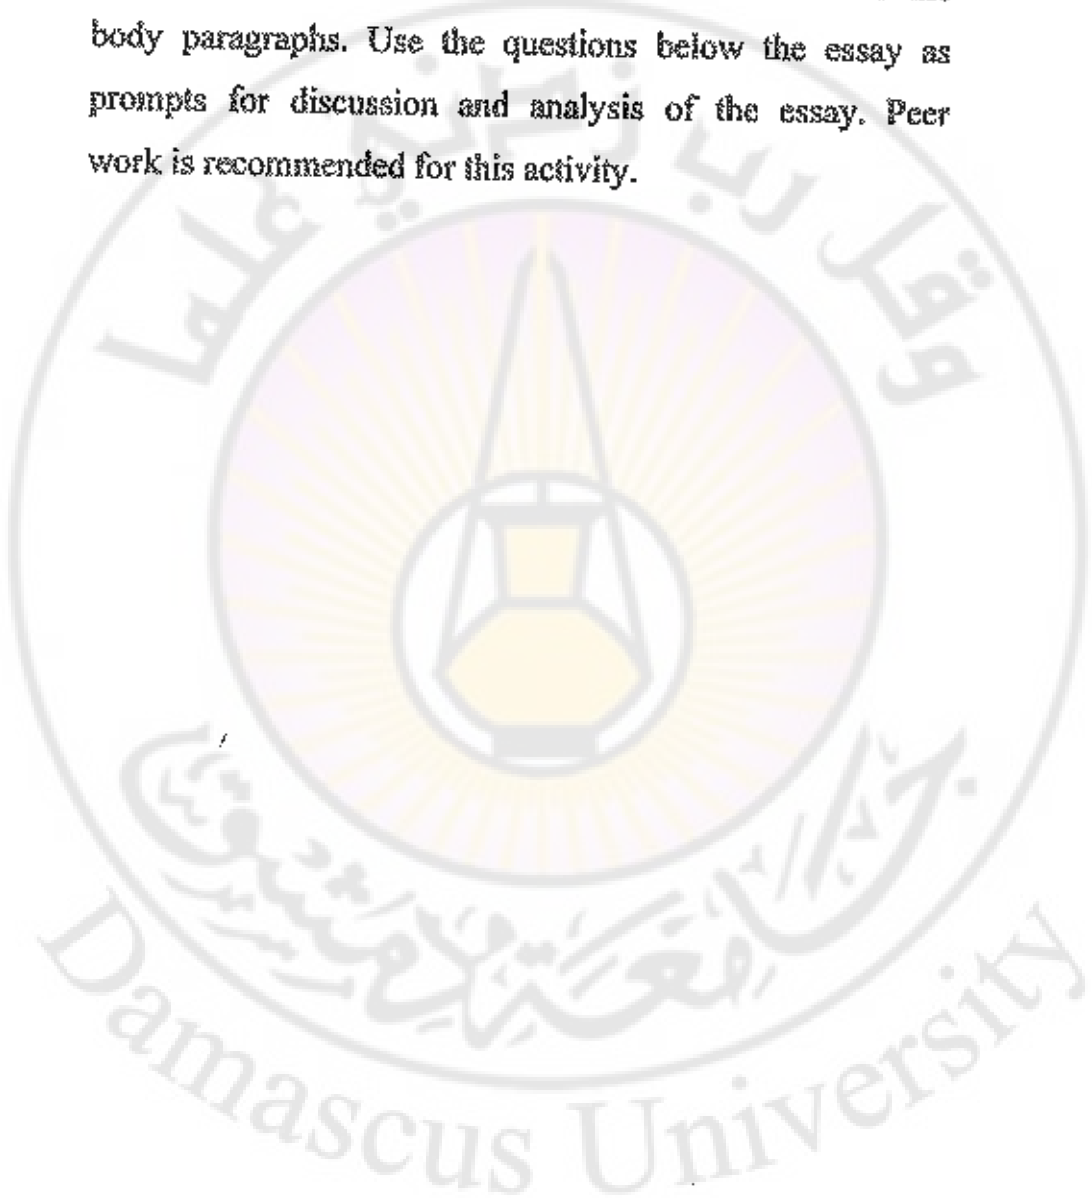 body paragraphs. Use the questions below the essay as
prompts for discussion and analysis of the essay. Peer
work is recommended for this activity.
وقل رب زدني علما
جامعة دمشق
Damascus University